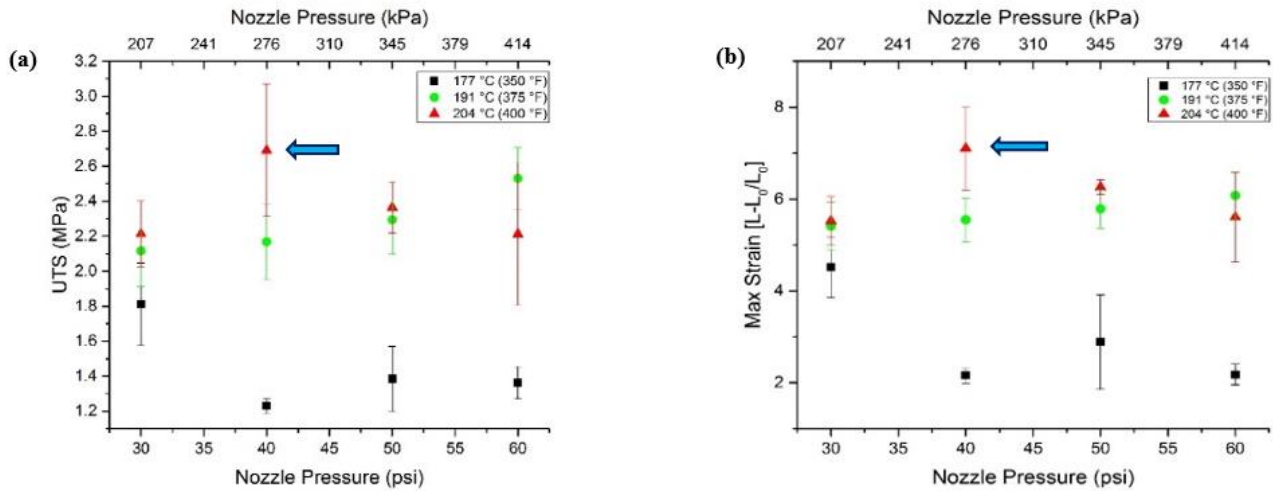 (a)
Nozzle Pressure (kPa)
207 241 276 310 345 379 414
3.2
3.0
2.8
2.6
2.4
2.2
2.0
1.8
1.6
1.4
1.2
UTS (MPa)
177 °C (350 °F)
191 °C (375 °F)
204 °C (400 °F)
30 35 40 45 50 55 60
Nozzle Pressure (psi)
(b)
Nozzle Pressure (kPa)
207 241 276 310 345 379 414
8
6
4
2
Max Strain [L-L0/L0]
177 °C (350 °F)
191 °C (375 °F)
204 °C (400 °F)
30 35 40 45 50 55 60
Nozzle Pressure (psi)